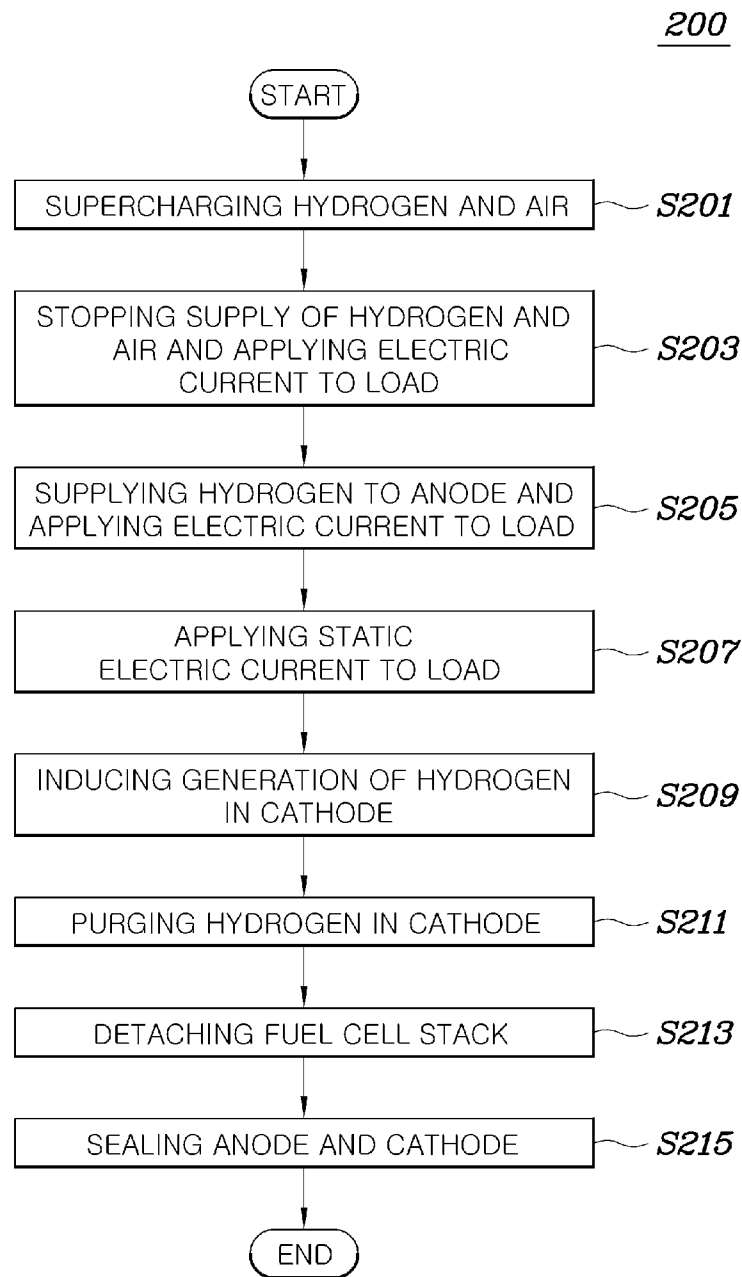 200
START
SUPERCHARGING HYDROGEN AND AIR
S201
STOPPING SUPPLY OF HYDROGEN AND
AIR AND APPLYING ELECTRIC
CURRENT TO LOAD
S203
SUPPLYING HYDROGEN TO ANODE AND
APPLYING ELECTRIC CURRENT TO LOAD
S205
APPLYING STATIC
ELECTRIC CURRENT TO LOAD
S207
INDUCING GENERATION OF HYDROGEN
IN CATHODE
S209
PURGING HYDROGEN IN CATHODE
S211
DETACHING FUEL CELL STACK
S213
SEALING ANODE AND CATHODE
S215
END